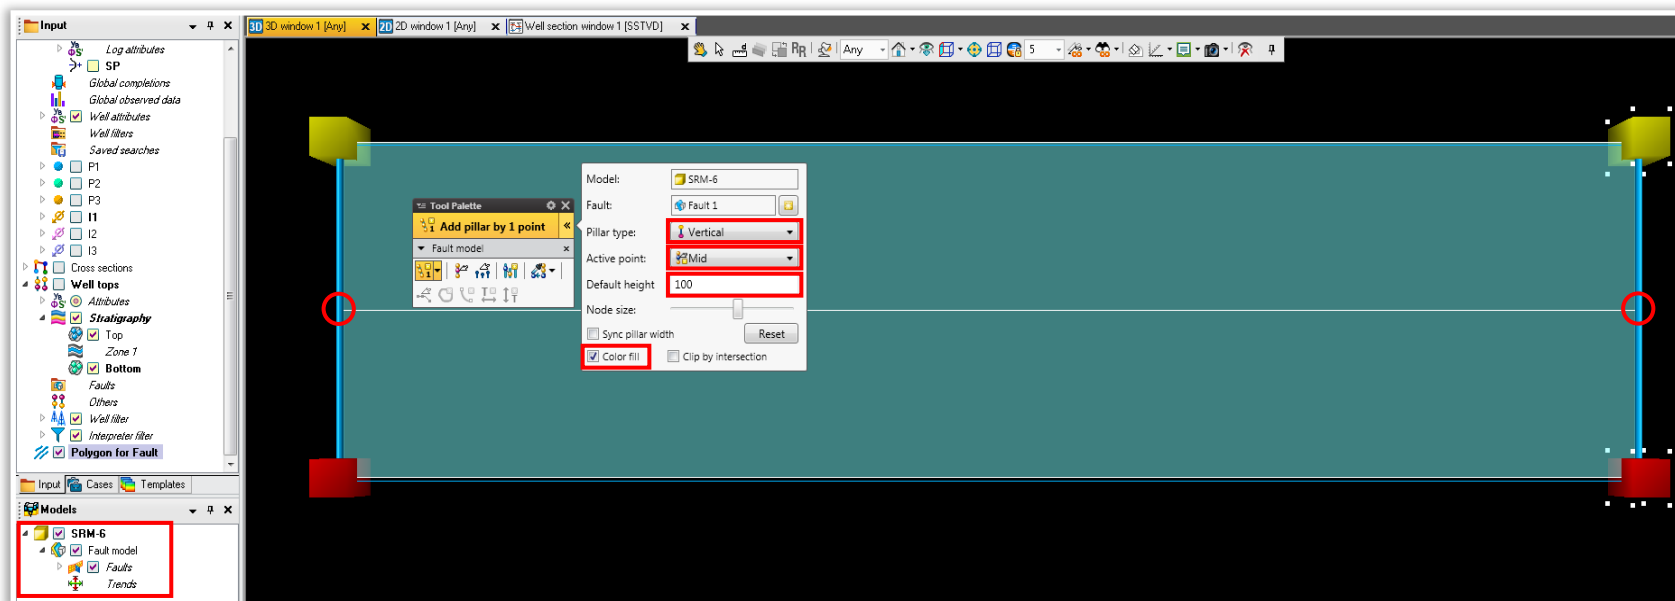 Input
3D 3D window 1 [Any] x 2D 2D window 1 [Any] x Well section window 1 [SSTVD] x
Any
5
Log attributes
SP
Global completions
Global observed data
Well attributes
Well filters
Saved searches
P1
P2
P3
I1
I2
I3
Cross sections
Well tops
Attributes
Stratigraphy
Top
Zone 1
Bottom
Faults
Others
Well filter
Interpreter filter
Polygon for Fault
Input Cases Templates
Models
SRM-6
Fault model
Faults
Trends
Tool Palette
Add pillar by 1 point «
Fault model
Model: SRM-6
Fault: Fault 1
Pillar type: Vertical
Active point: Mid
Default height 100
Node size:
Sync pillar width Reset
Color fill Clip by intersection